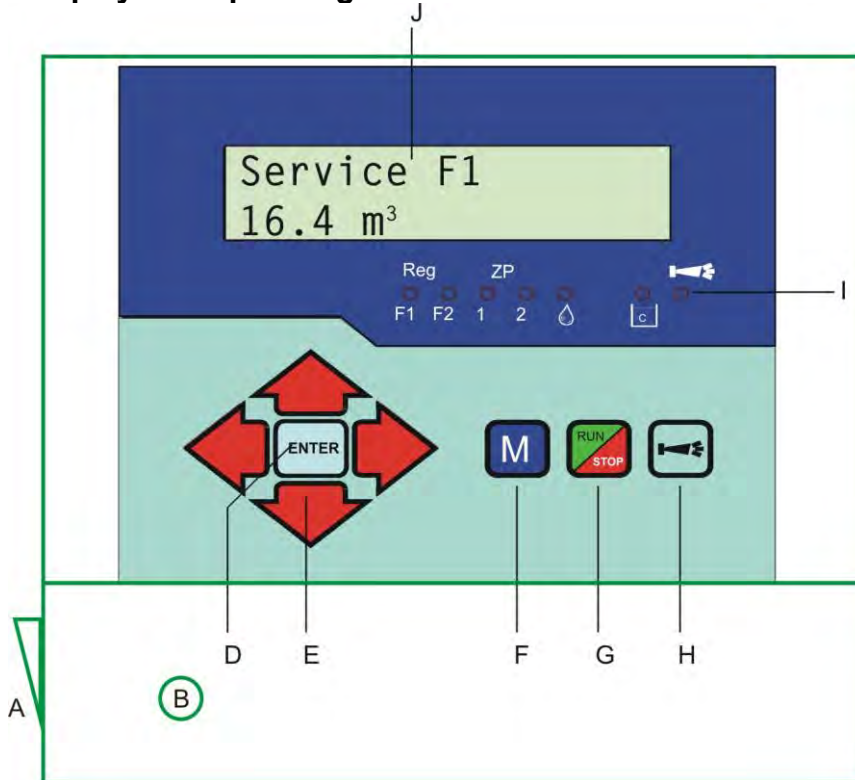 J
Service F1
16.4 m³
Reg ZP
I
F1 F2 1 2 c
ENTER M RUN
STOP
D E F G H
A B